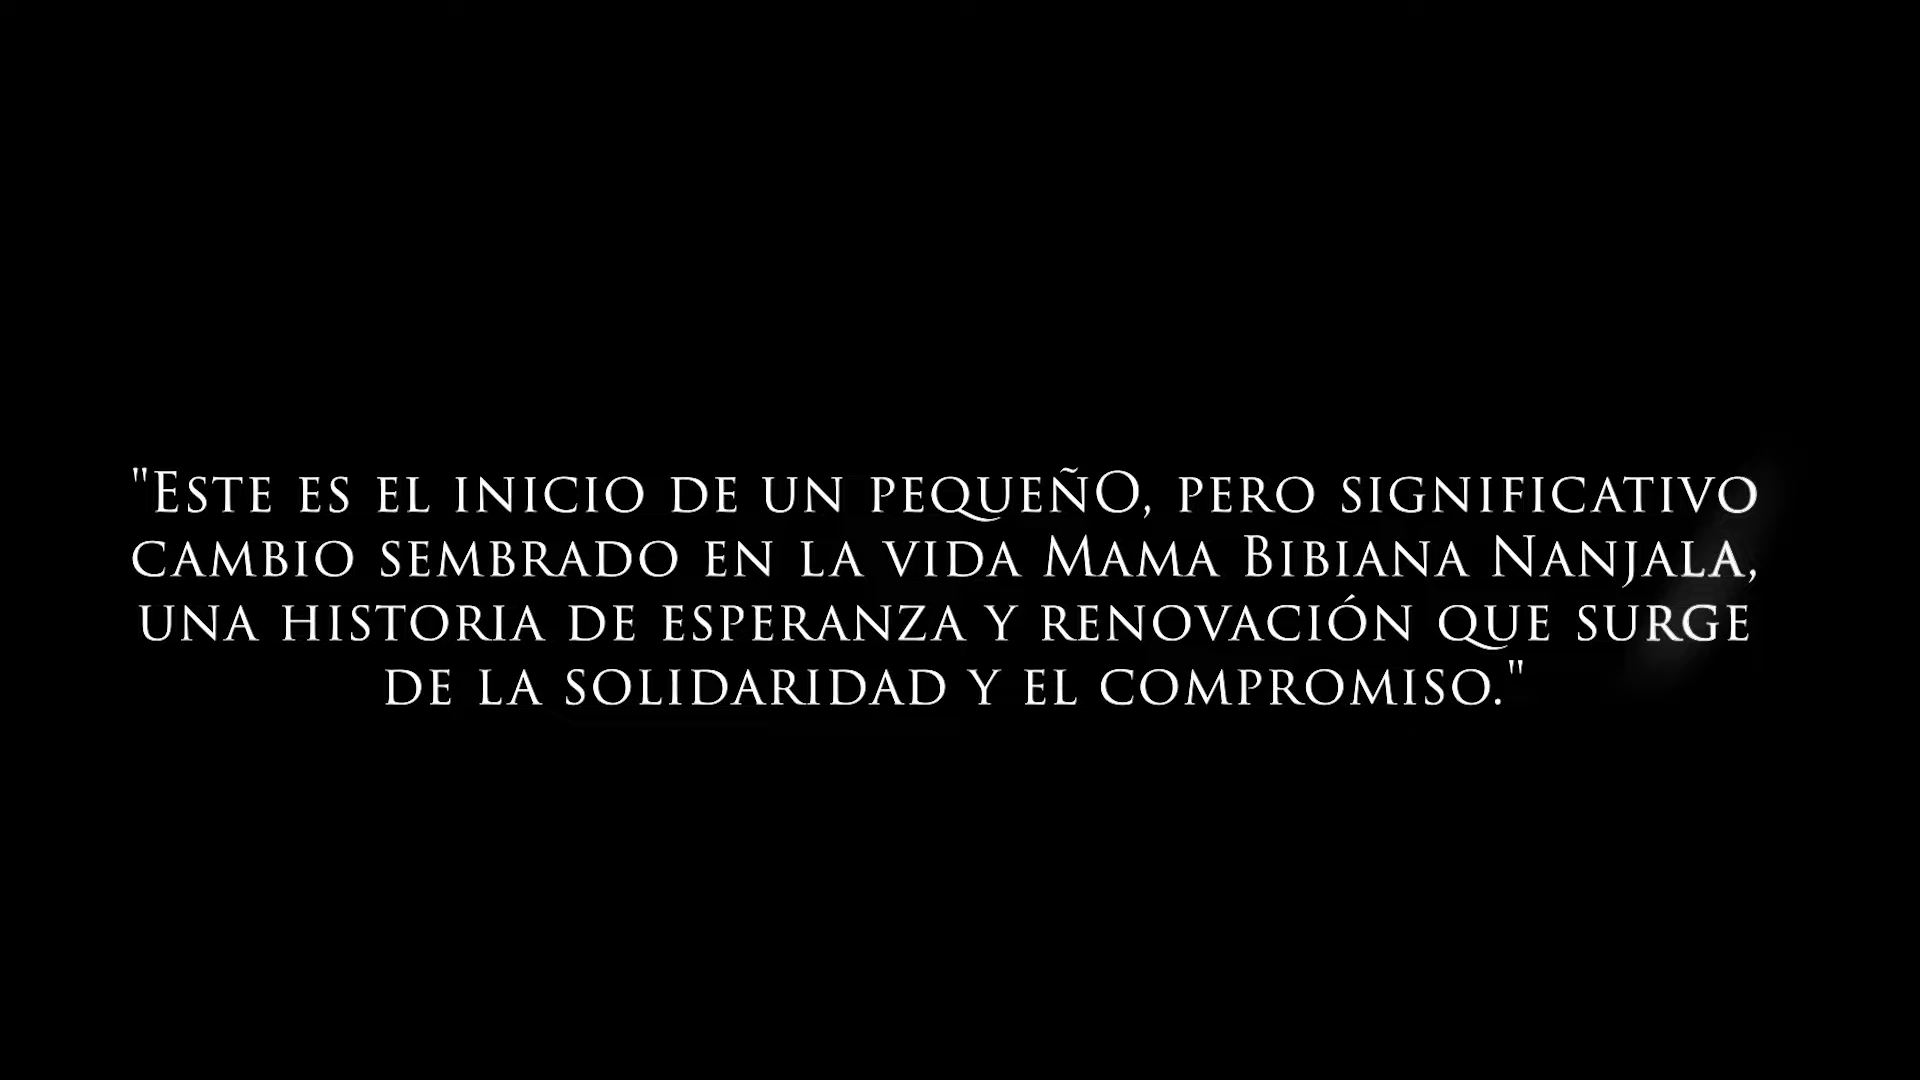 "Este es el inicio de un pequeñO, pero significativo
cambio sembrado en la vida Mama Bibiana Nanjala,
una historia de esperanza y renovación que surge
de la solidaridad y el compromiso."